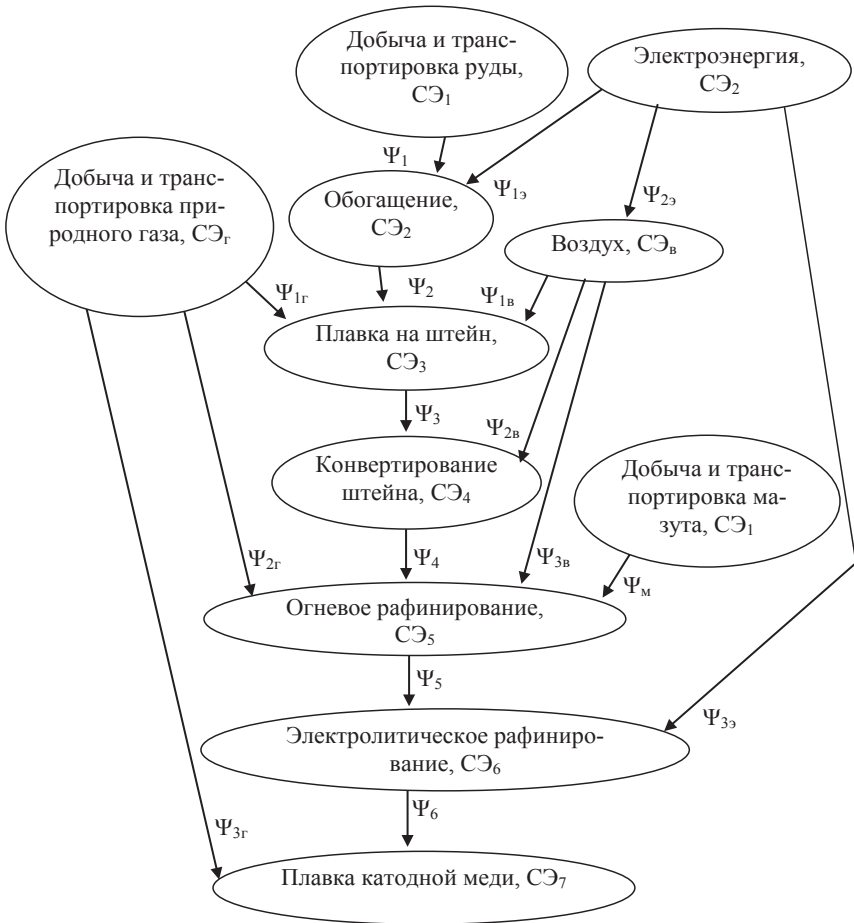 Добыча и транс-
портировка руды,
СЭ₁
Электроэнергия,
СЭ₂
Ψ₁
Ψ₁э
Ψ₂э
Добыча и транс-
портировка при-
родного газа, СЭг
Обогащение,
СЭ₂
Воздух, СЭв
Ψ₁г
Ψ₂
Ψ₁в
Плавка на штейн,
СЭ₃
Ψ₃
Ψ₂в
Конвертирование
штейна, СЭ₄
Добыча и транс-
портировка ма-
зута, СЭ₁
Ψ₂г
Ψ₄
Ψ₃в
Ψм
Огневое рафинирование,
СЭ₅
Ψ₅
Ψ₃э
Электролитическое рафиниро-
вание, СЭ₆
Ψ₆
Ψ₃г
Плавка катодной меди, СЭ₇